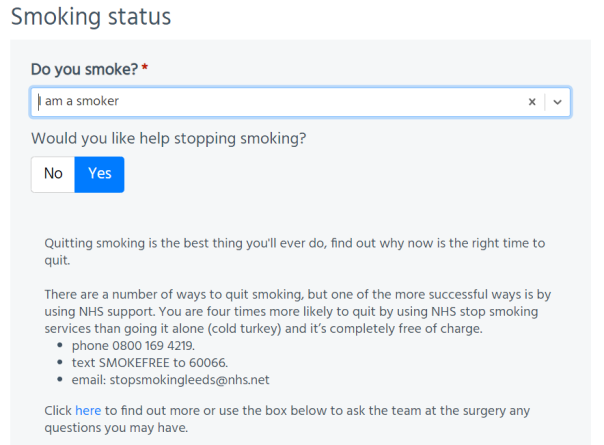 Smoking status
Do you smoke? *
I am a smoker
Would you like help stopping smoking?
No Yes
Quitting smoking is the best thing you'll ever do, find out why now is the right time to
quit.
There are a number of ways to quit smoking, but one of the more successful ways is by
using NHS support. You are four times more likely to quit by using NHS stop smoking
services than going it alone (cold turkey) and it’s completely free of charge.
• phone 0800 169 4219.
• text SMOKEFREE to 60066.
• email: stopsmokingleeds@nhs.net
Click here to find out more or use the box below to ask the team at the surgery any
questions you may have.